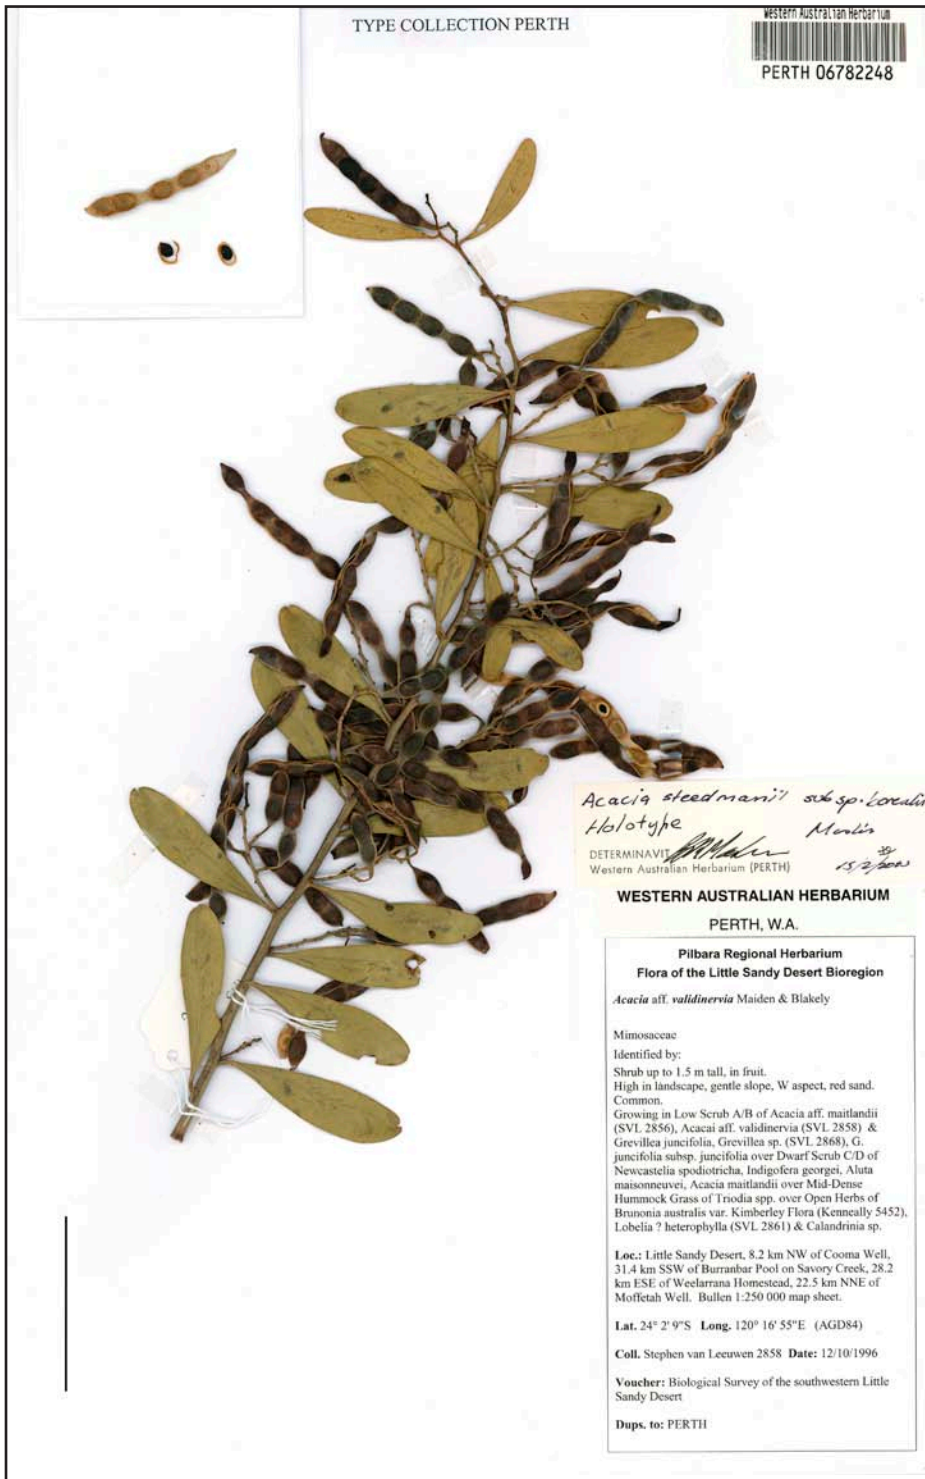 TYPE COLLECTION PERTH
Western Australian Herbarium
PERTH 06782248
Acacia steedmanii subsp. borealis
Holotype Maslin
DETERMINAVIT
Western Australian Herbarium (PERTH)
WESTERN AUSTRALIAN HERBARIUM
PERTH, W.A.
Pilbara Regional Herbarium
Flora of the Little Sandy Desert Bioregion
Acacia aff. validinervia Maiden & Blakely
Mimosaceae
Identified by:
Shrub up to 1.5 m tall, in fruit.
High in landscape, gentle slope, W aspect, red sand.
Common.
Growing in Low Scrub A/B of Acacia aff. maitlandii
(SVL 2856), Acacai aff. validinervia (SVL 2858) &
Grevillea juncifolia, Grevillea sp. (SVL 2868), G.
juncifolia subsp. juncifolia over Dwarf Scrub C/D of
Newcastelia spodiotricha, Indigofera georgei, Aluta
maisonneuvei, Acacia maitlandii over Mid-Dense
Hummock Grass of Triodia spp. over Open Herbs of
Brunonia australis var. Kimberley Flora (Kenneally 5452),
Lobelia ? heterophylla (SVL 2861) & Calandrinia sp.
Loc.: Little Sandy Desert, 8.2 km NW of Cooma Well,
31.4 km SSW of Burranbar Pool on Savory Creek, 28.2
km ESE of Weelarrana Homestead, 22.5 km NNE of
Moffetah Well. Bullen 1:250 000 map sheet.
Lat. 24° 2' 9"S Long. 120° 16' 55"E (AGD84)
Coll. Stephen van Leeuwen 2858 Date: 12/10/1996
Voucher: Biological Survey of the southwestern Little
Sandy Desert
Dups. to: PERTH